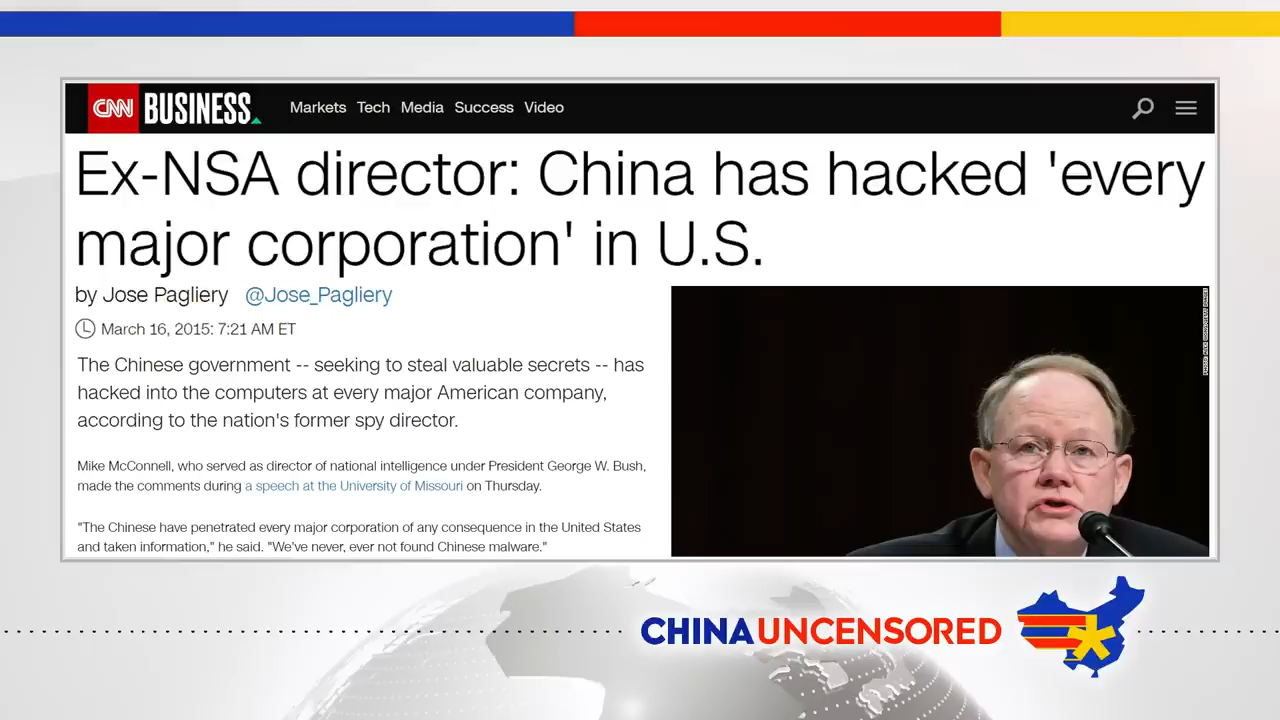 CNN BUSINESS Markets Tech Media Success Video
Ex-NSA director: China has hacked 'every
major corporation' in U.S.
by Jose Pagliery @Jose_Pagliery
March 16, 2015: 7:21 AM ET
The Chinese government -- seeking to steal valuable secrets -- has
hacked into the computers at every major American company,
according to the nation's former spy director.
Mike McConnell, who served as director of national intelligence under President George W. Bush,
made the comments during a speech at the University of Missouri on Thursday.
"The Chinese have penetrated every major corporation of any consequence in the United States
and taken information," he said. "We've never, ever not found Chinese malware."
CHINA UNCENSORED